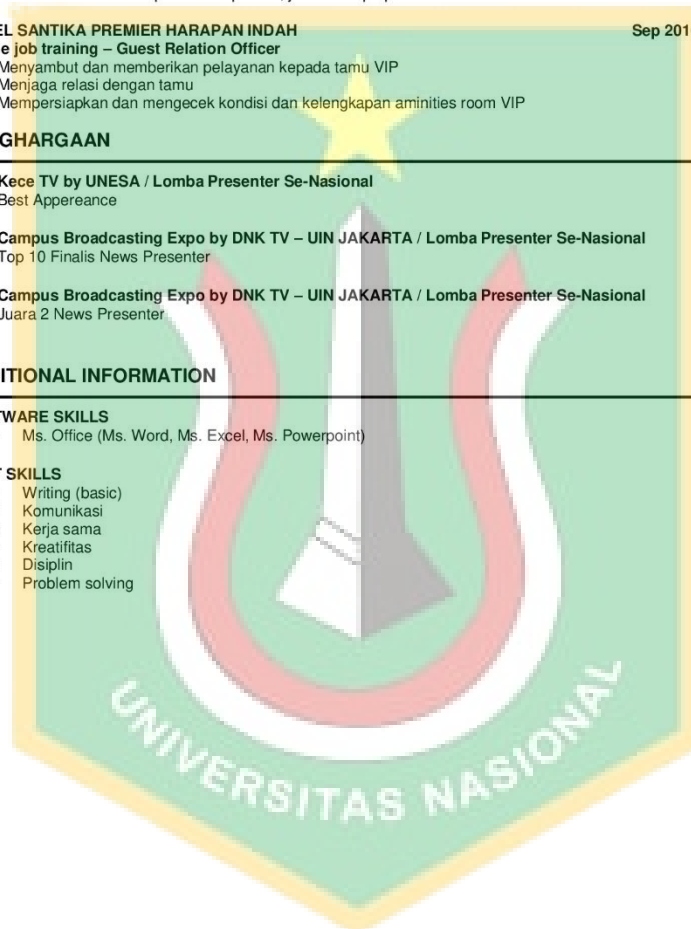 EL SANTIKA PREMIER HARAPAN INDAH Sep 201
e job training – Guest Relation Officer
Menyambut dan memberikan pelayanan kepada tamu VIP
Menjaga relasi dengan tamu
Mempersiapkan dan mengecek kondisi dan kelengkapan aminities room VIP
GHARGAAN
Kece TV by UNESA / Lomba Presenter Se-Nasional
Best Appereance
Campus Broadcasting Expo by DNK TV – UIN JAKARTA / Lomba Presenter Se-Nasional
Top 10 Finalis News Presenter
Campus Broadcasting Expo by DNK TV – UIN JAKARTA / Lomba Presenter Se-Nasional
Juara 2 News Presenter
ITIONAL INFORMATION
TWARE SKILLS
Ms. Office (Ms. Word, Ms. Excel, Ms. Powerpoint)
T SKILLS
Writing (basic)
Komunikasi
Kerja sama
Kreatifitas
Disiplin
Problem solving
UNIVERSITAS NASIONAL